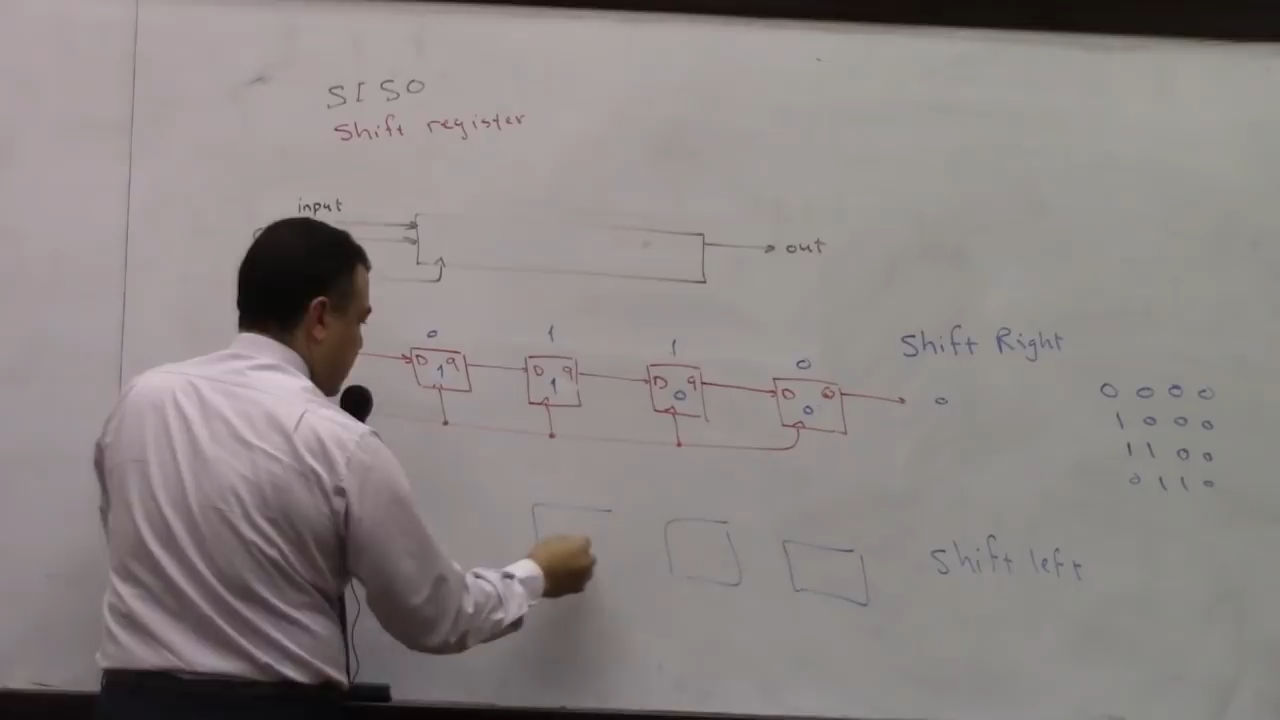 SISO
Shift register
input
out
0 1 1 0
D q D q D q D Q
1 1 0 0
0
Shift Right
0 0 0 0
1 0 0 0
1 1 0 0
0 1 1 0
Shift left